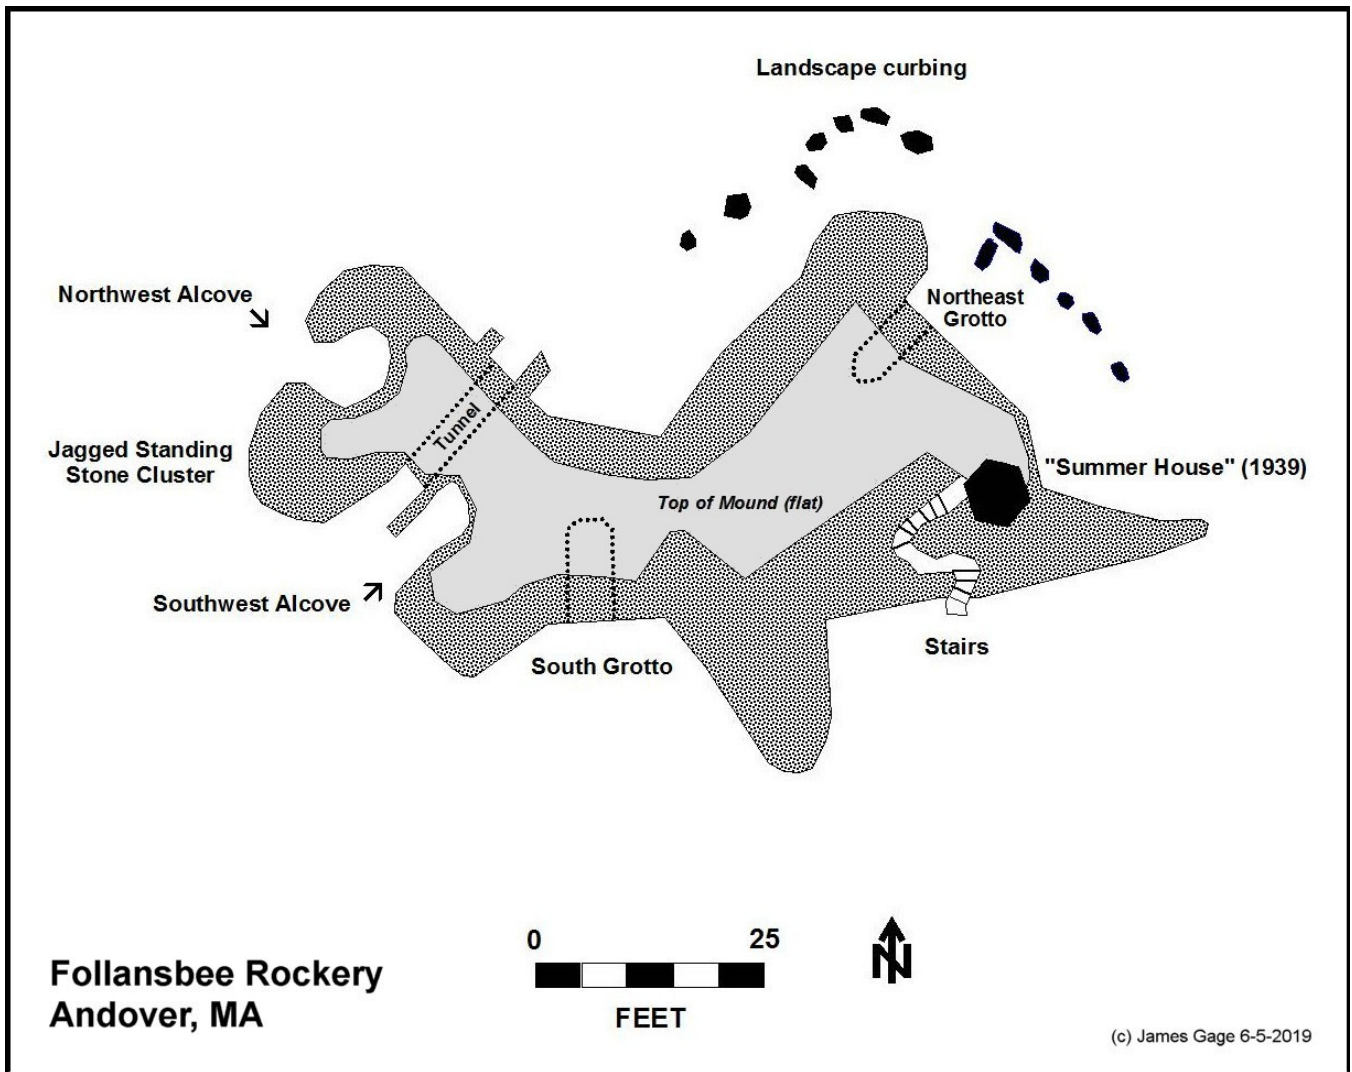 Landscape curbing
Northwest Alcove
Northeast
Grotto
Tunnel
Jagged Standing
Stone Cluster
"Summer House" (1939)
Top of Mound (flat)
Southwest Alcove
Stairs
South Grotto
0 25
FEET
N
Follansbee Rockery
Andover, MA
(c) James Gage 6-5-2019